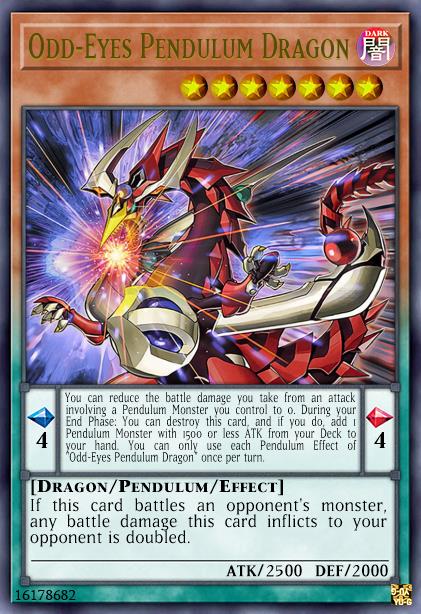 ODD-EYES PENDULUM DRAGON
DARK
闇
You can reduce the battle damage you take from an attack
involving a Pendulum Monster you control to 0. During your
End Phase: You can destroy this card, and if you do, add 1
Pendulum Monster with 1500 or less ATK from your Deck to
your hand. You can only use each Pendulum Effect of
"Odd-Eyes Pendulum Dragon" once per turn.
4
4
[DRAGON/PENDULUM/EFFECT]
If this card battles an opponent's monster,
any battle damage this card inflicts to your
opponent is doubled.
ATK/2500 DEF/2000
16178682